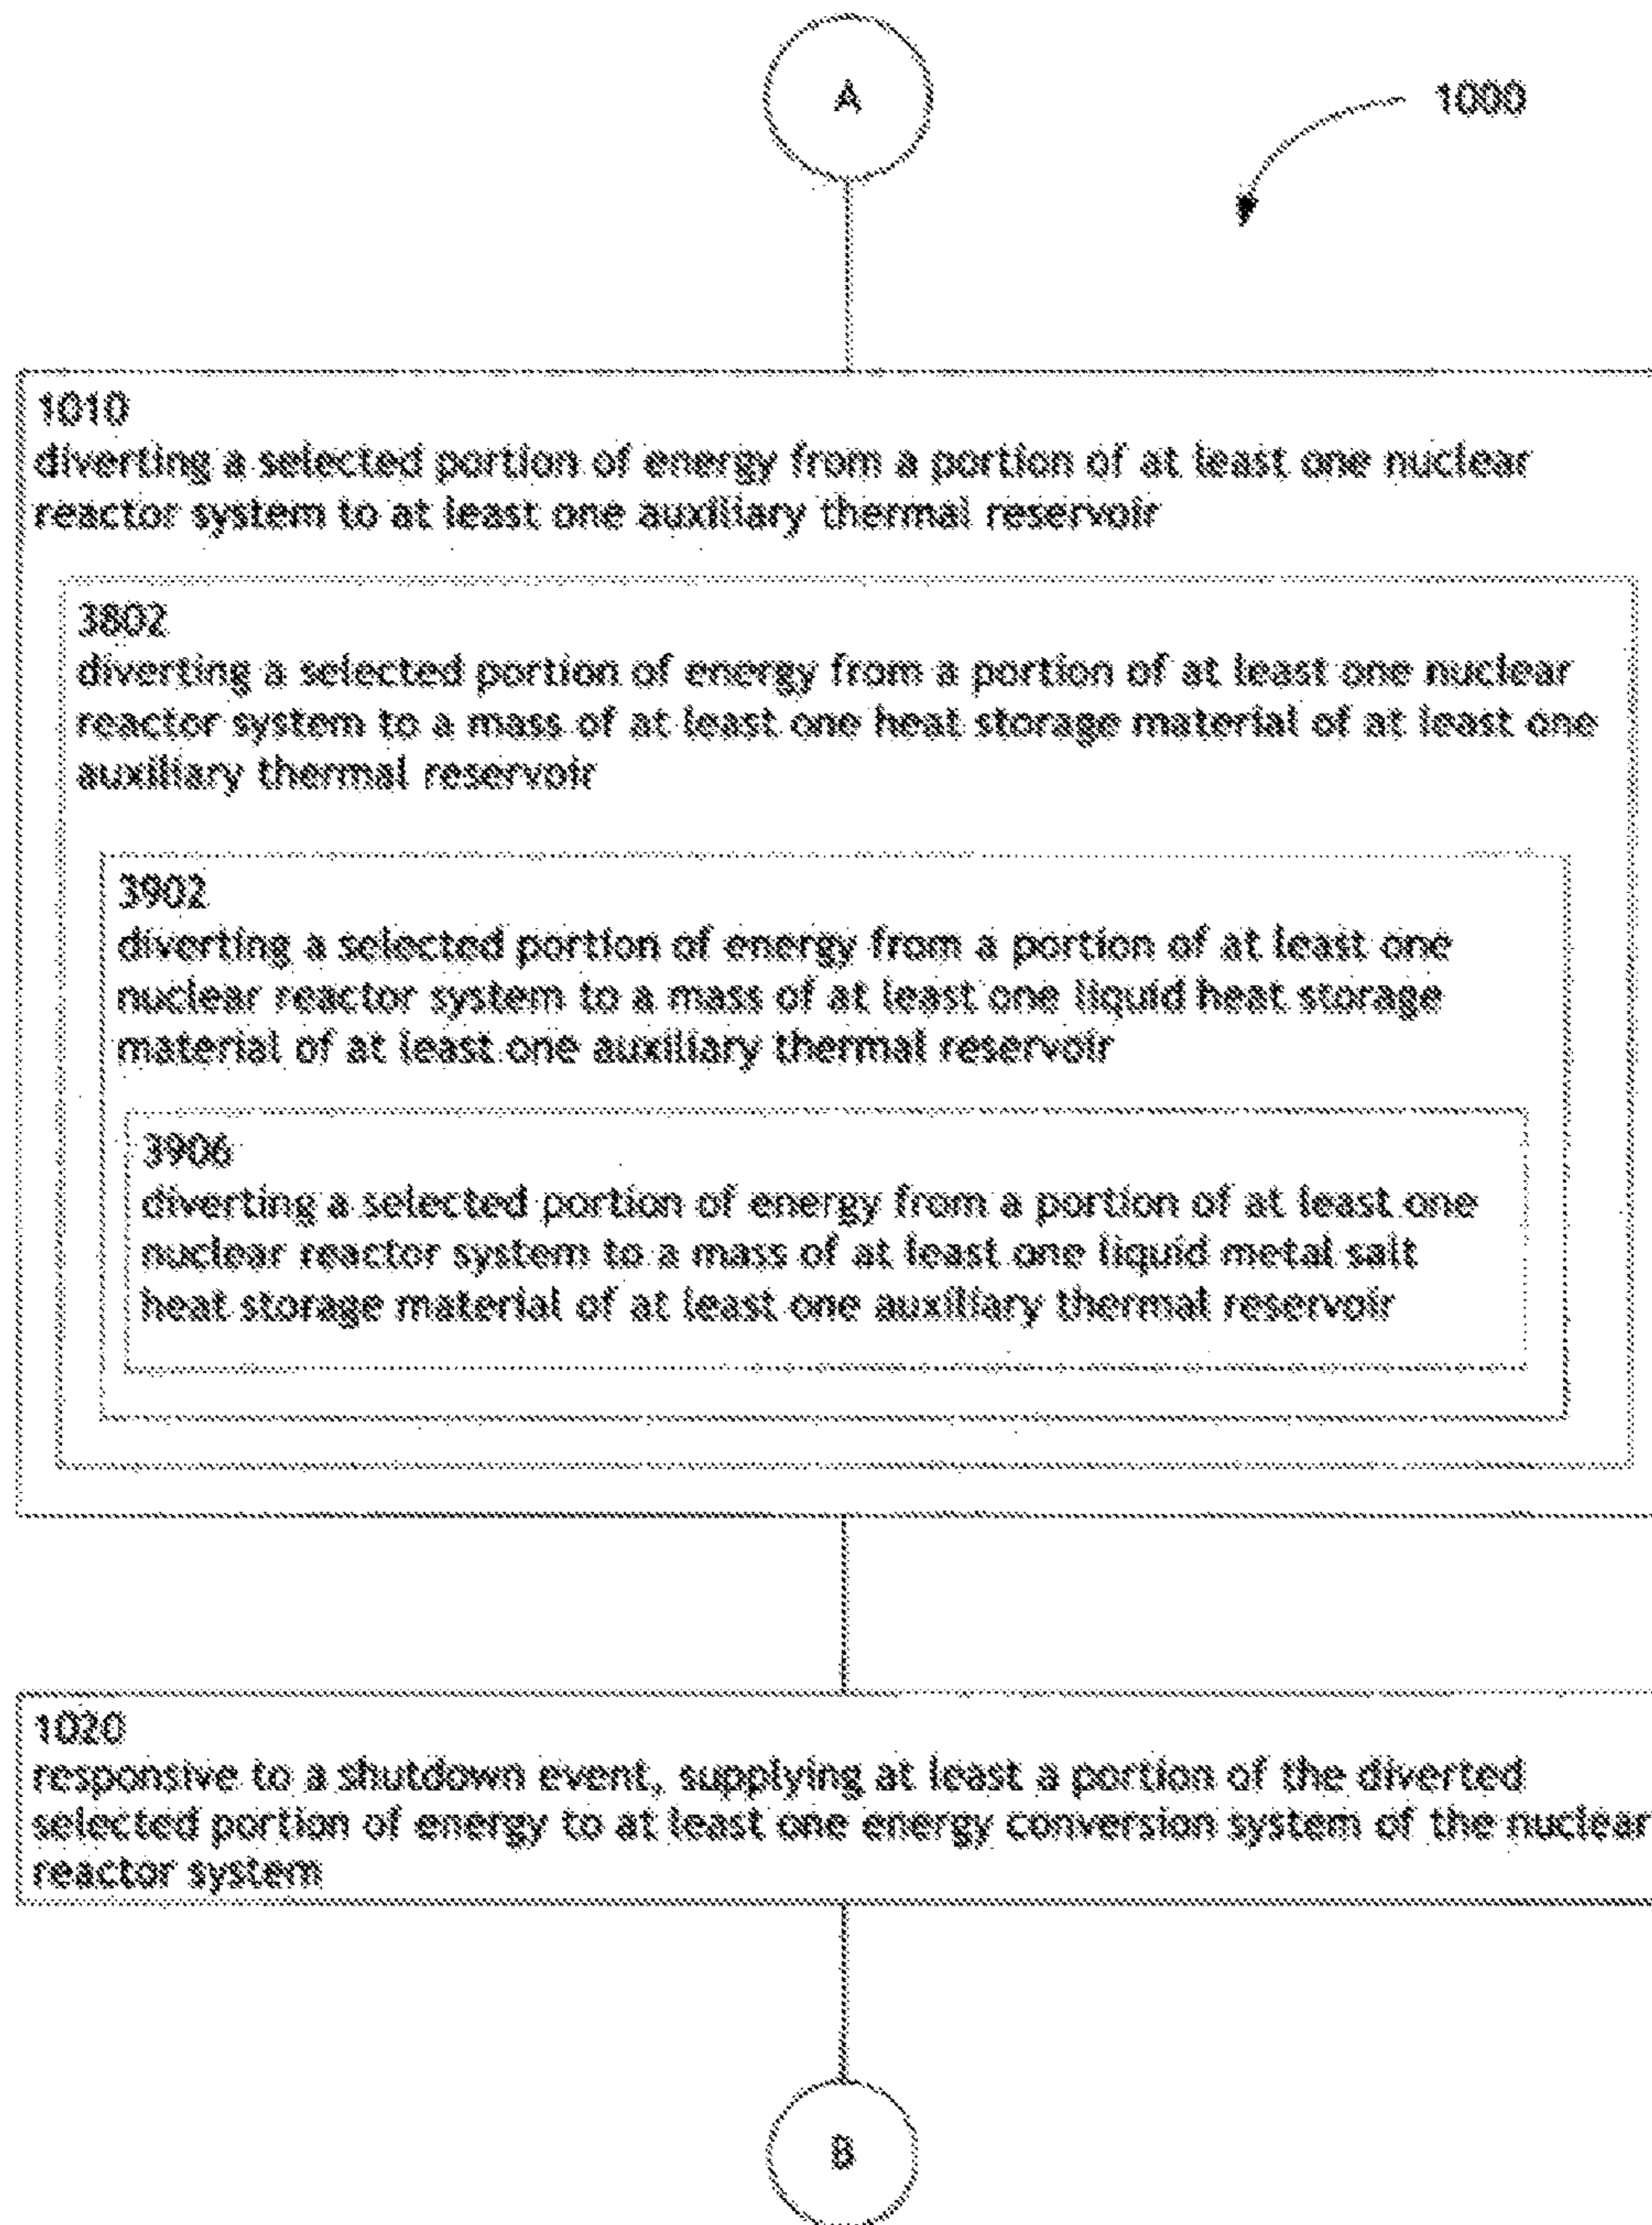 A
1000
1010
diverting a selected portion of energy from a portion of at least one nuclear
reactor system to at least one auxiliary thermal reservoir
3802
diverting a selected portion of energy from a portion of at least one nuclear
reactor system to a mass of at least one heat storage material of at least one
auxiliary thermal reservoir
3902
diverting a selected portion of energy from a portion of at least one
nuclear reactor system to a mass of at least one liquid heat storage
material of at least one auxiliary thermal reservoir
3906
diverting a selected portion of energy from a portion of at least one
nuclear reactor system to a mass of at least one liquid metal salt
heat storage material of at least one auxiliary thermal reservoir
1020
responsive to a shutdown event, supplying at least a portion of the diverted
selected portion of energy to at least one energy conversion system of the nuclear
reactor system
B